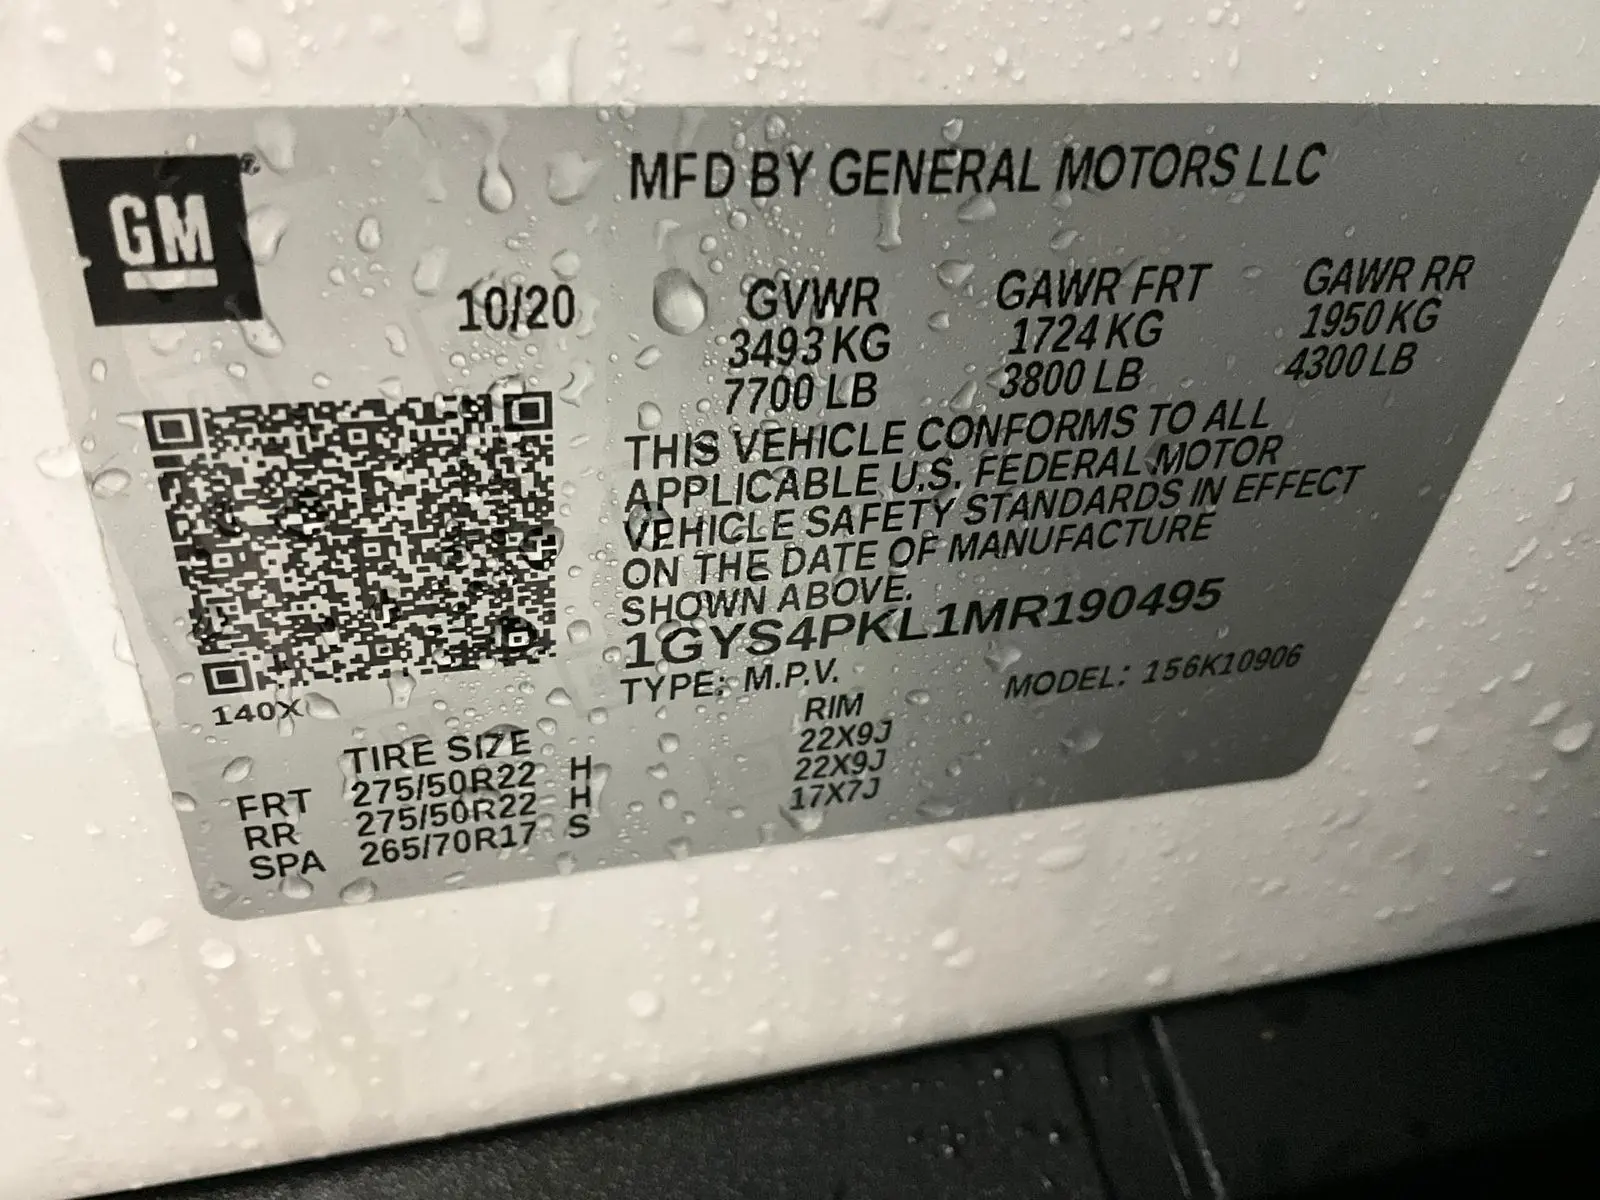 GM®
MFD BY GENERAL MOTORS LLC
10/20
GVWR GAWR FRT GAWR RR
3493 KG 1724 KG 1950 KG
7700 LB 3800 LB 4300 LB
THIS VEHICLE CONFORMS TO ALL
APPLICABLE U.S. FEDERAL MOTOR
VEHICLE SAFETY STANDARDS IN EFFECT
ON THE DATE OF MANUFACTURE
SHOWN ABOVE.
1GYS4PKL1MR190495
TYPE: M.P.V. MODEL: 156K10906
140X
TIRE SIZE RIM
FRT 275/50R22 H 22X9J
RR 275/50R22 H 22X9J
SPA 265/70R17 S 17X7J